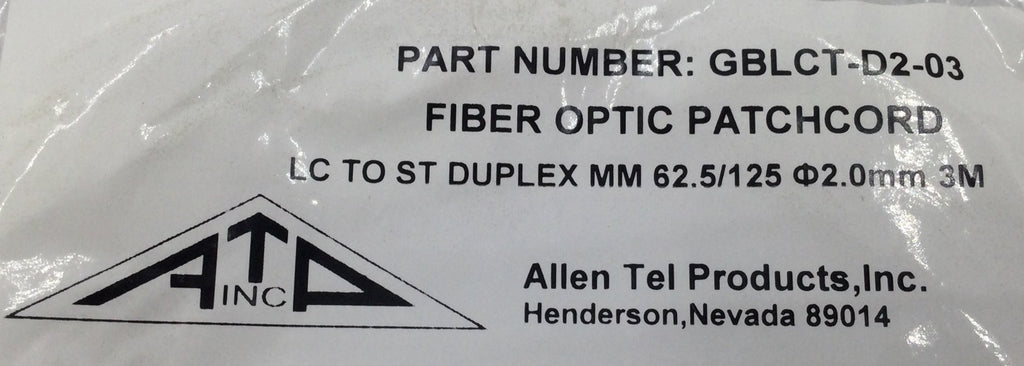 PART NUMBER: GBLCT-D2-03
FIBER OPTIC PATCHCORD
LC TO ST DUPLEX MM 62.5/125 Φ2.0mm 3M
ATP
INC
Allen Tel Products,Inc.
Henderson,Nevada 89014